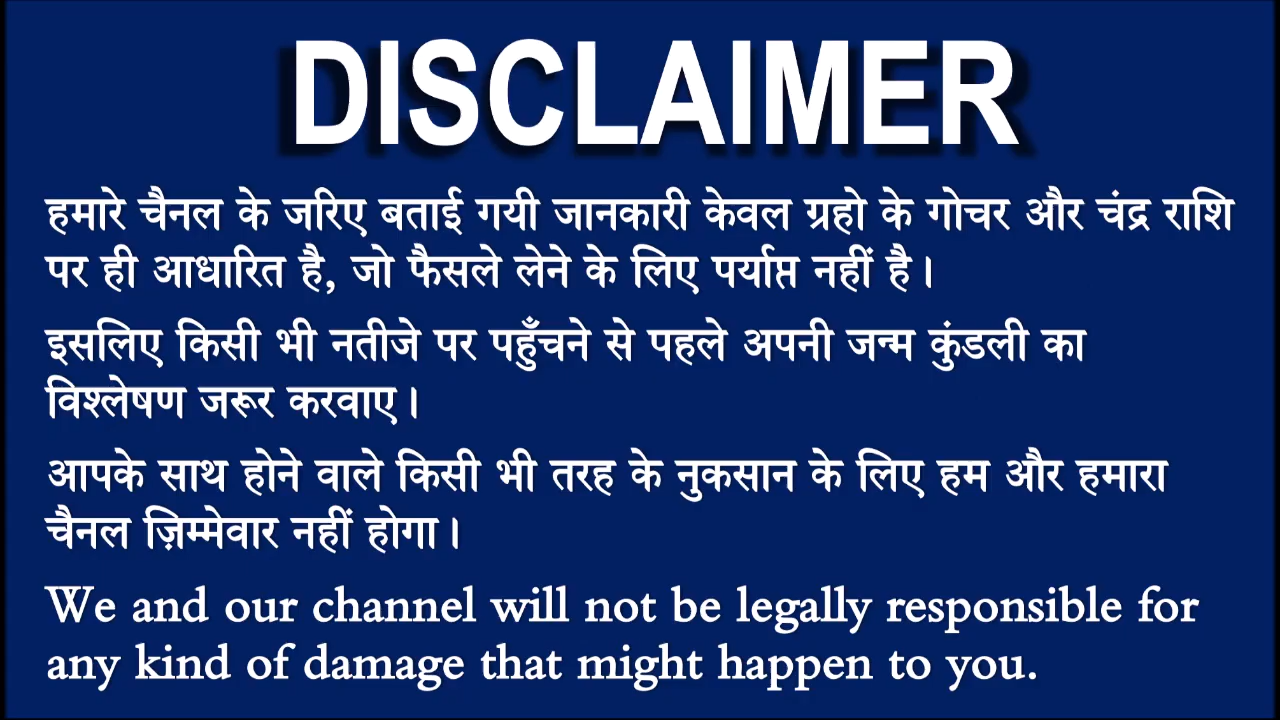 DISCLAIMER
हमारे चैनल के जरिए बताई गयी जानकारी केवल ग्रहो के गोचर और चंद्र राशि
पर ही आधारित है, जो फैसले लेने के लिए पर्याप्त नहीं है।
इसलिए किसी भी नतीजे पर पहुँचने से पहले अपनी जन्म कुंडली का
विश्लेषण जरूर करवाए।
आपके साथ होने वाले किसी भी तरह के नुकसान के लिए हम और हमारा
चैनल ज़िम्मेवार नहीं होगा।
We and our channel will not be legally responsible for
any kind of damage that might happen to you.